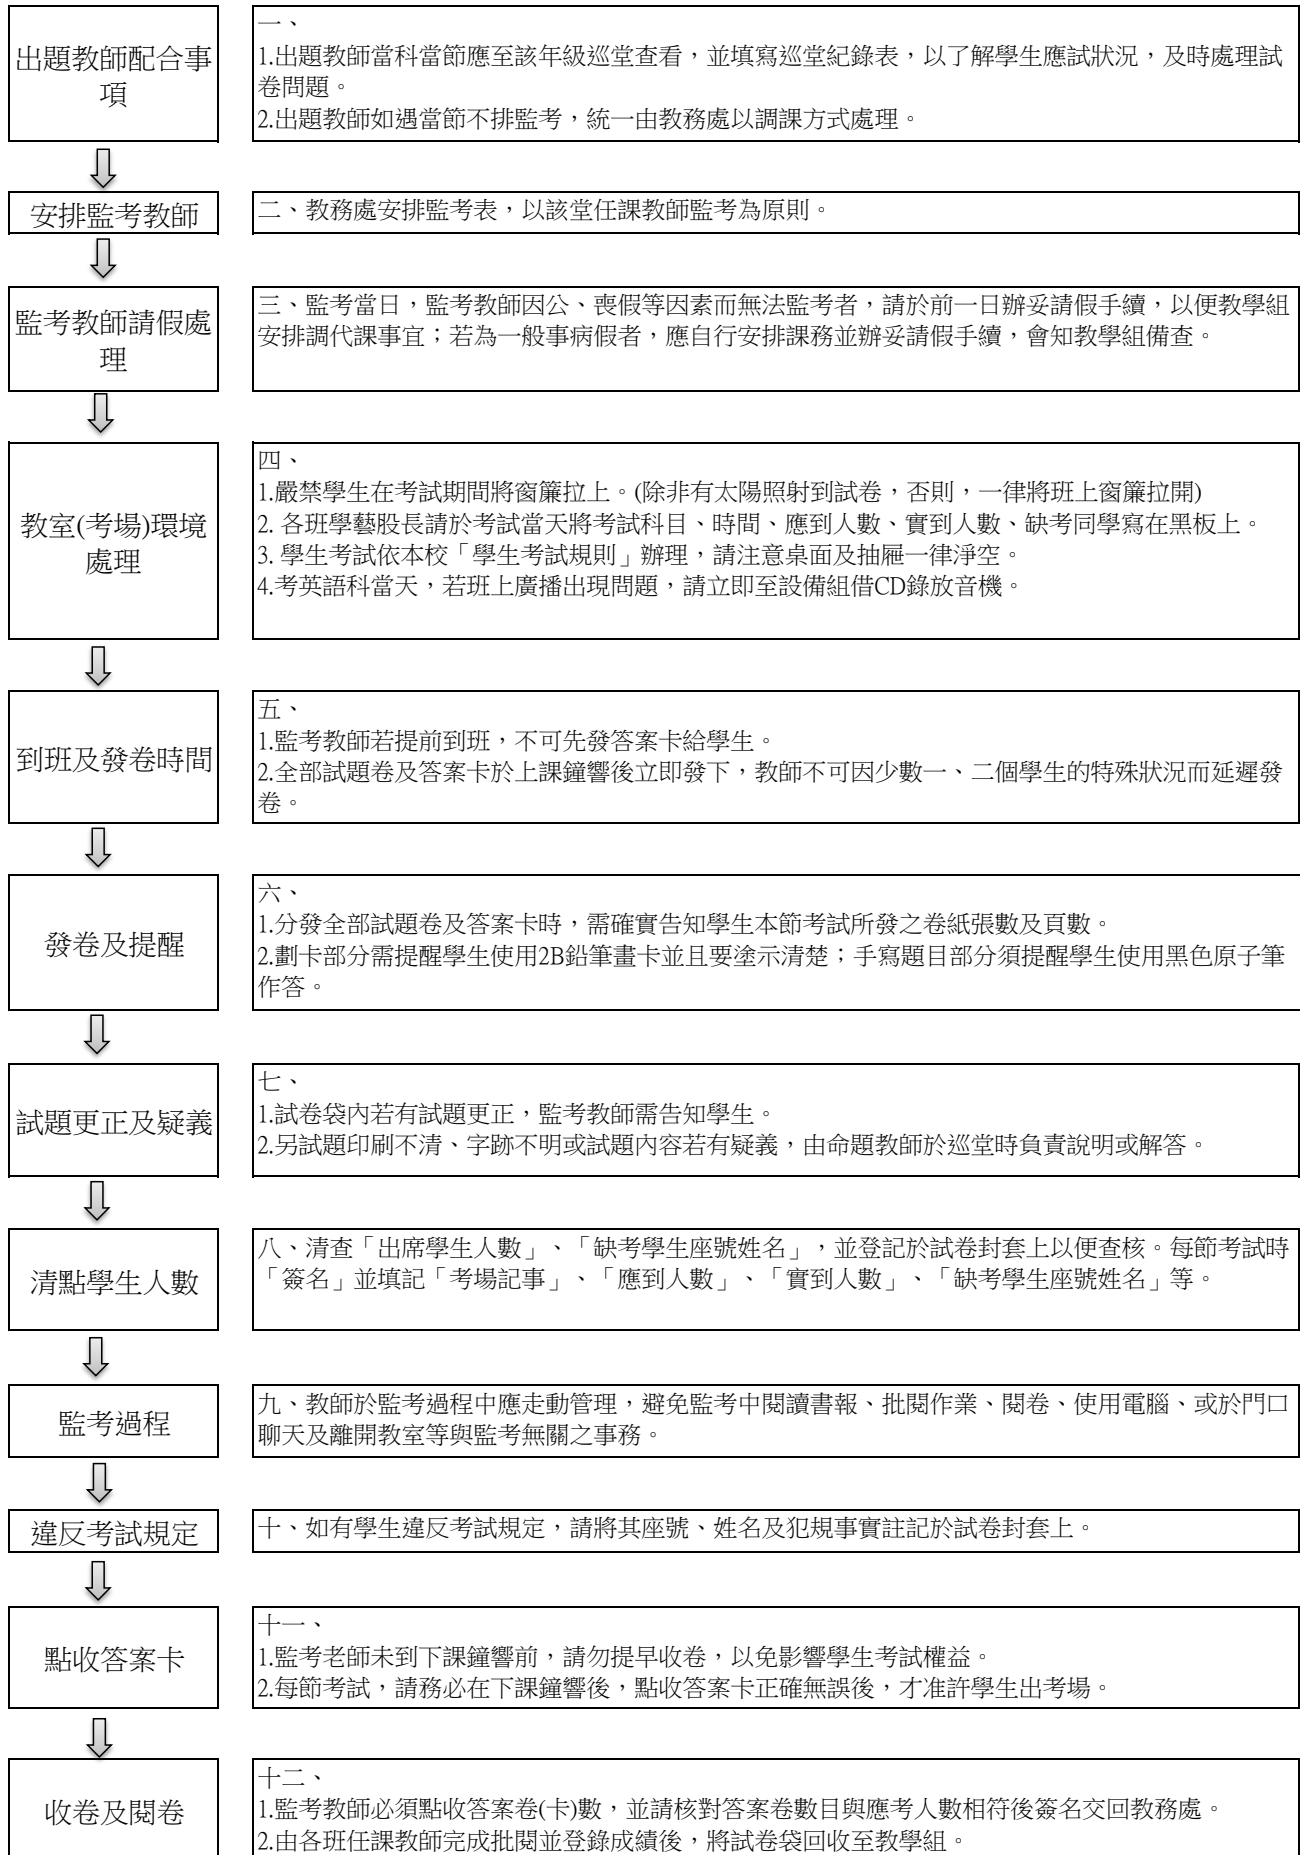 出題教師配合事
項
一、
1.出題教師當科當節應至該年級巡堂查看，並填寫巡堂紀錄表，以了解學生應試狀況，及時處理試
卷問題。
2.出題教師如遇當節不排監考，統一由教務處以調課方式處理。
安排監考教師
二、教務處安排監考表，以該堂任課教師監考為原則。
監考教師請假處
理
三、監考當日，監考教師因公、喪假等因素而無法監考者，請於前一日辦妥請假手續，以便教學組
安排調代課事宜；若為一般事病假者，應自行安排課務並辦妥請假手續，會知教學組備查。
教室(考場)環境
處理
四、
1.嚴禁學生在考試期間將窗簾拉上。(除非有太陽照射到試卷，否則，一律將班上窗簾拉開)
2. 各班學藝股長請於考試當天將考試科目、時間、應到人數、實到人數、缺考同學寫在黑板上。
3. 學生考試依本校「學生考試規則」辦理，請注意桌面及抽屜一律淨空。
4.考英語科當天，若班上廣播出現問題，請立即至設備組借CD錄放音機。
到班及發卷時間
五、
1.監考教師若提前到班，不可先發答案卡給學生。
2.全部試題卷及答案卡於上課鐘響後立即發下，教師不可因少數一、二個學生的特殊狀況而延遲發
卷。
發卷及提醒
六、
1.分發全部試題卷及答案卡時，需確實告知學生本節考試所發之卷紙張數及頁數。
2.劃卡部分需提醒學生使用2B鉛筆畫卡並且要塗示清楚；手寫題目部分須提醒學生使用黑色原子筆
作答。
試題更正及疑義
七、
1.試卷袋內若有試題更正，監考教師需告知學生。
2.另試題印刷不清、字跡不明或試題內容若有疑義，由命題教師於巡堂時負責說明或解答。
清點學生人數
八、清查「出席學生人數」、「缺考學生座號姓名」，並登記於試卷封套上以便查核。每節考試時
「簽名」並填記「考場記事」、「應到人數」、「實到人數」、「缺考學生座號姓名」等。
監考過程
九、教師於監考過程中應走動管理，避免監考中閱讀書報、批閱作業、閱卷、使用電腦、或於門口
聊天及離開教室等與監考無關之事務。
違反考試規定
十、如有學生違反考試規定，請將其座號、姓名及犯規事實註記於試卷封套上。
點收答案卡
十一、
1.監考老師未到下課鐘響前，請勿提早收卷，以免影響學生考試權益。
2.每節考試，請務必在下課鐘響後，點收答案卡正確無誤後，才准許學生出考場。
收卷及閱卷
十二、
1.監考教師必須點收答案卷(卡)數，並請核對答案卷數目與應考人數相符後簽名交回教務處。
2.由各班任課教師完成批閱並登錄成績後，將試卷袋回收至教學組。